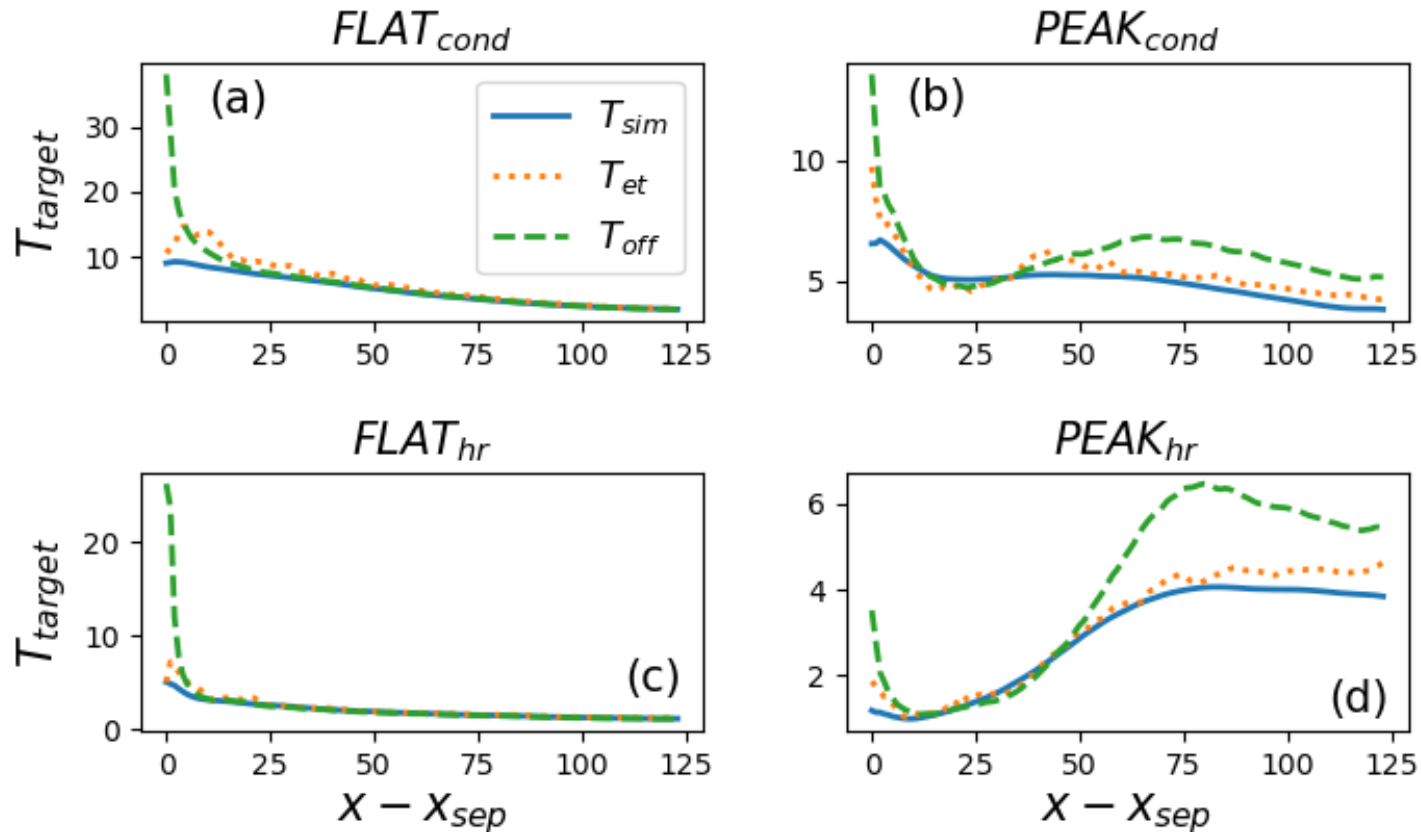 FLAT_cond
PEAK_cond
(a)
(b)
T_sim
T_et
T_off
T_target
30
20
10
10
5
0 25 50 75 100 125
0 25 50 75 100 125
FLAT_hr
PEAK_hr
T_target
20
10
0
6
4
2
(c)
(d)
0 25 50 75 100 125
0 25 50 75 100 125
x − x_sep
x − x_sep